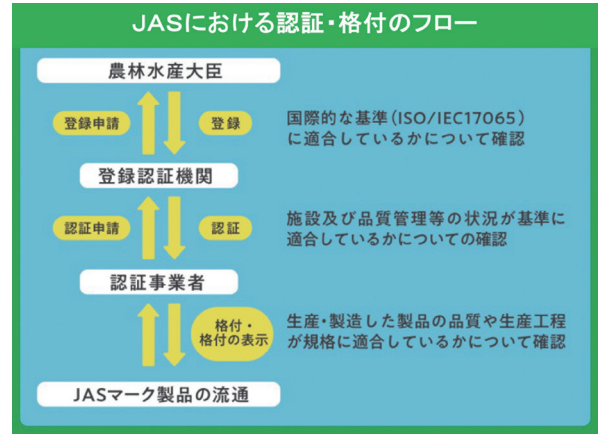 JASにおける認証・格付のフロー
農林水産大臣
登録申請
登録
国際的な基準(ISO/IEC17065)
に適合しているかについて確認
登録認証機関
認証申請
認証
施設及び品質管理等の状況が基準に
適合しているかについての確認
認証事業者
格付・
格付の表示
生産・製造した製品の品質や生産工程
が規格に適合しているかについて確認
JASマーク製品の流通